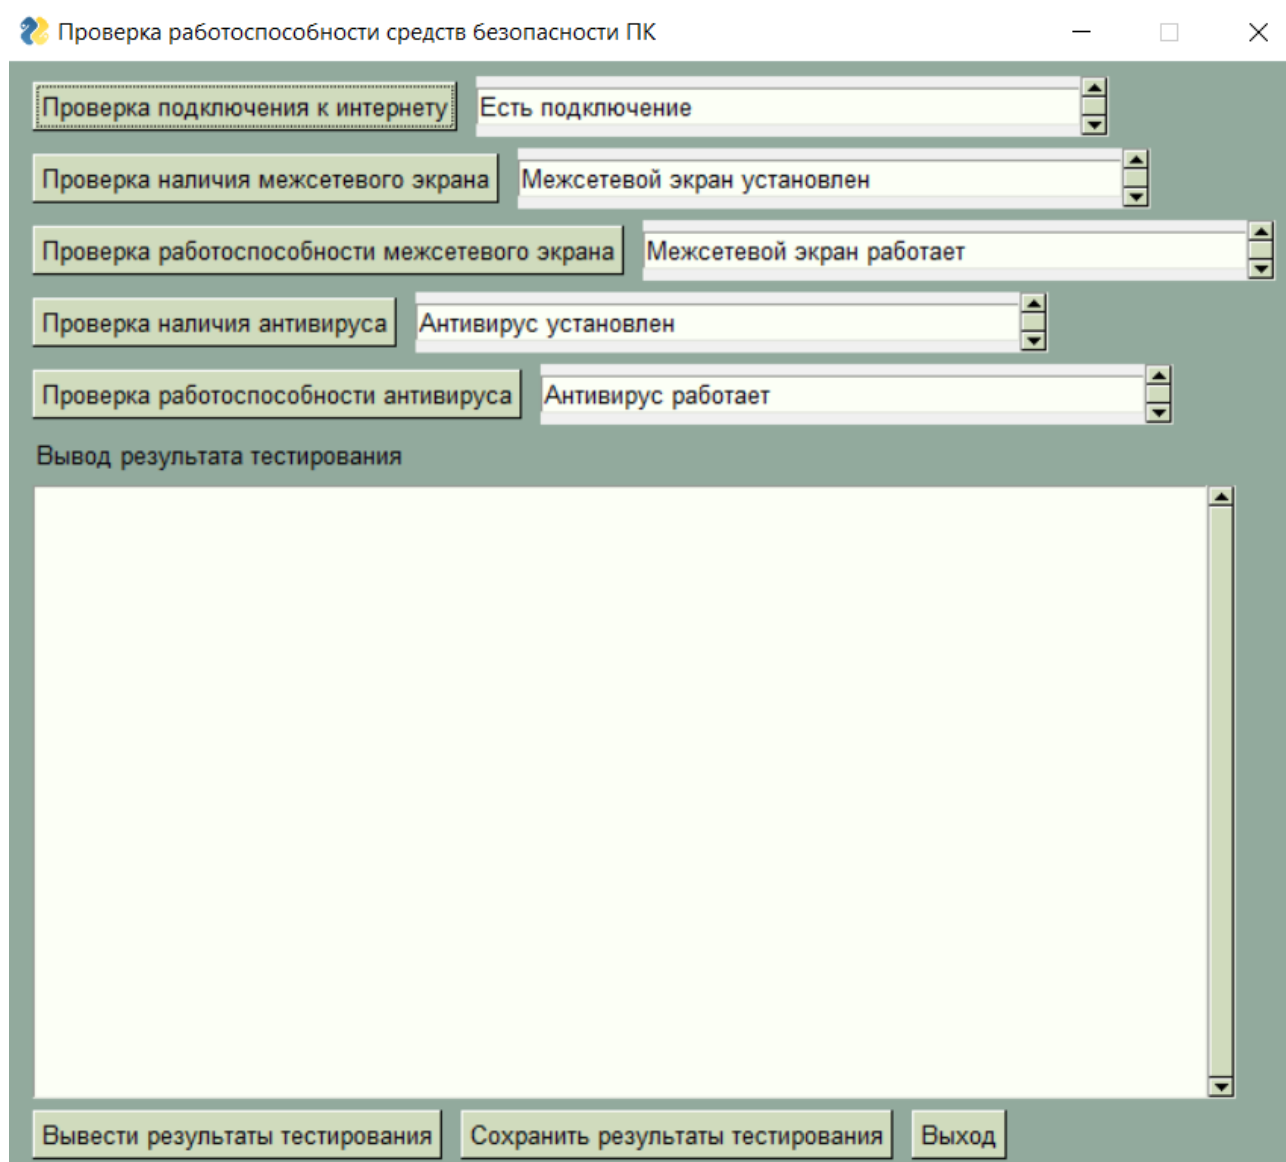 Проверка работоспособности средств безопасности ПК
Проверка подключения к интернету Есть подключение
Проверка наличия межсетевого экрана Межсетевой экран установлен
Проверка работоспособности межсетевого экрана Межсетевой экран работает
Проверка наличия антивируса Антивирус установлен
Проверка работоспособности антивируса Антивирус работает
Вывод результата тестирования
Вывести результаты тестирования Сохранить результаты тестирования Выход